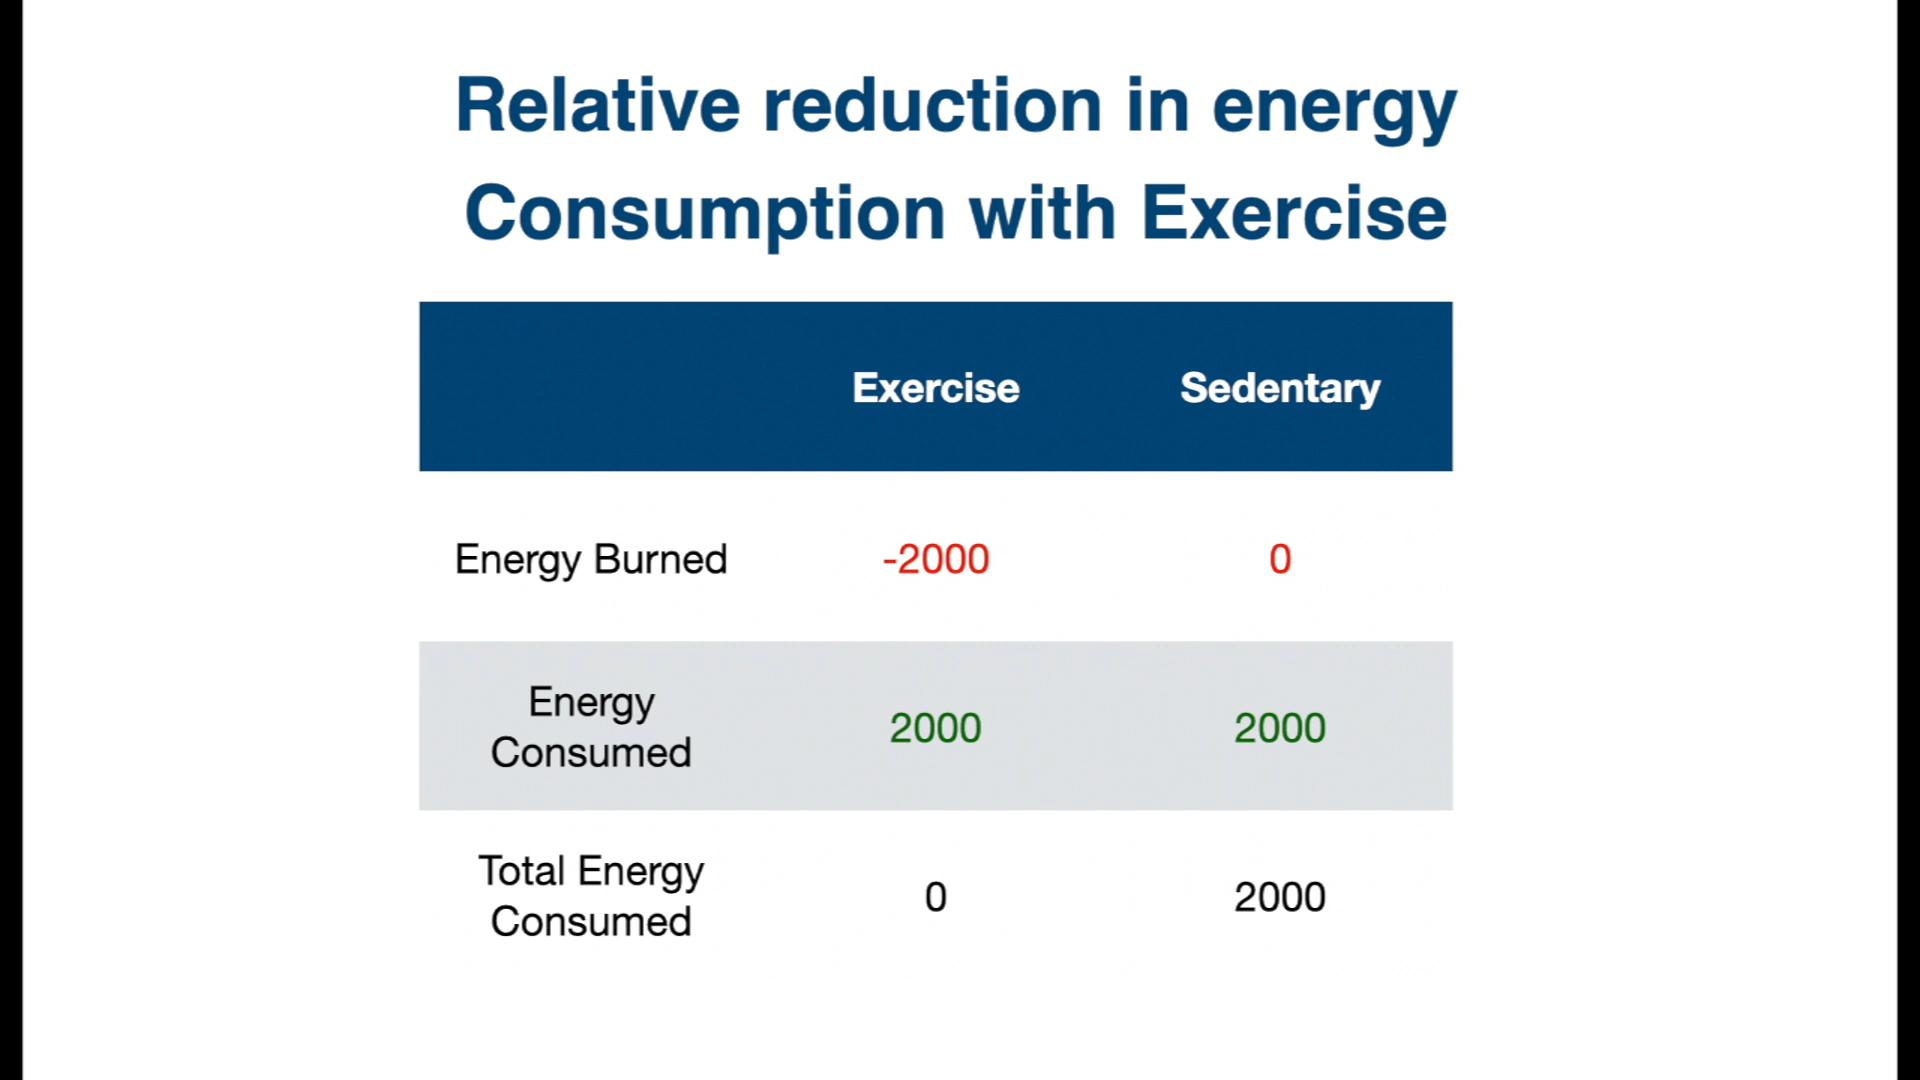 Relative reduction in energy
Consumption with Exercise
Exercise Sedentary
Energy Burned -2000 0
Energy
Consumed 2000 2000
Total Energy
Consumed 0 2000